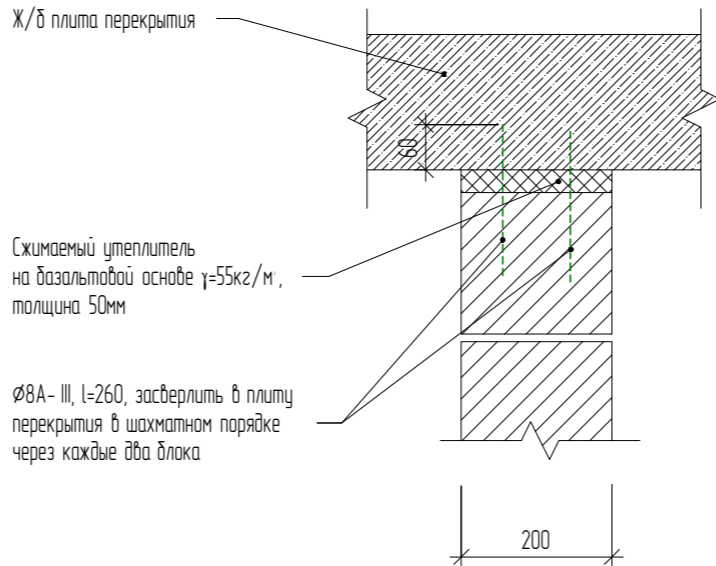 Ж/б плита перекрытия
60
Сжимаемый утеплитель
на базальтовой основе γ=55кг/м³,
толщина 50мм
Ø8А- III, l=260, засверлить в плиту
перекрытия в шахматном порядке
через каждые два блока
200